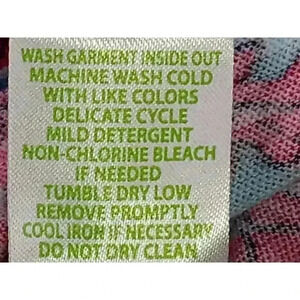 WASH GARMENT INSIDE OUT
MACHINE WASH COLD
WITH LIKE COLORS
DELICATE CYCLE
MILD DETERGENT
NON-CHLORINE BLEACH
IF NEEDED
TUMBLE DRY LOW
REMOVE PROMPTLY
COOL IRON IF NECESSARY
DO NOT DRY CLEAN